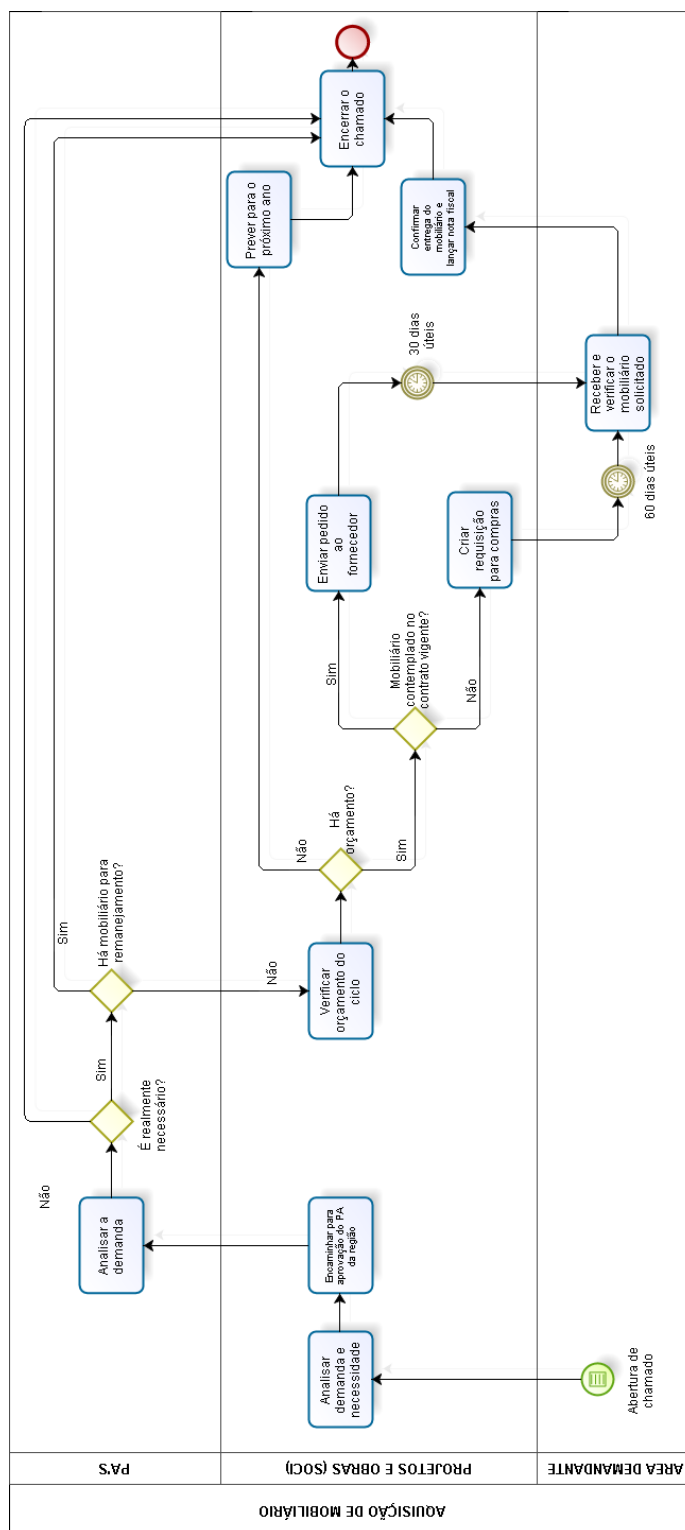 AQUISIÇÃO DE MOBILIÁRIO
PA'S
PROJETOS E OBRAS (SOCI)
AREA DEMANDANTE
Abertura de
chamado
Analisar
demanda e
necessidade
Encaminhar para
aprovação do PA
da região
Analisar a
demanda
É realmente
necessário?
Não
Sim
Há mobiliário para
remanejamento?
Sim
Não
Verificar
orçamento do
ciclo
Há
orçamento?
Não
Sim
Prever para o
próximo ano
Mobiliário
contemplado no
contrato vigente?
Sim
Não
Enviar pedido
ao
fornecedor
30 dias
úteis
Criar
requisição
para compras
60 dias úteis
Receber e
verificar o
mobiliário
solicitado
Confirmar
entrega do
mobiliário e
lançar nota fiscal
Encerrar o
chamado